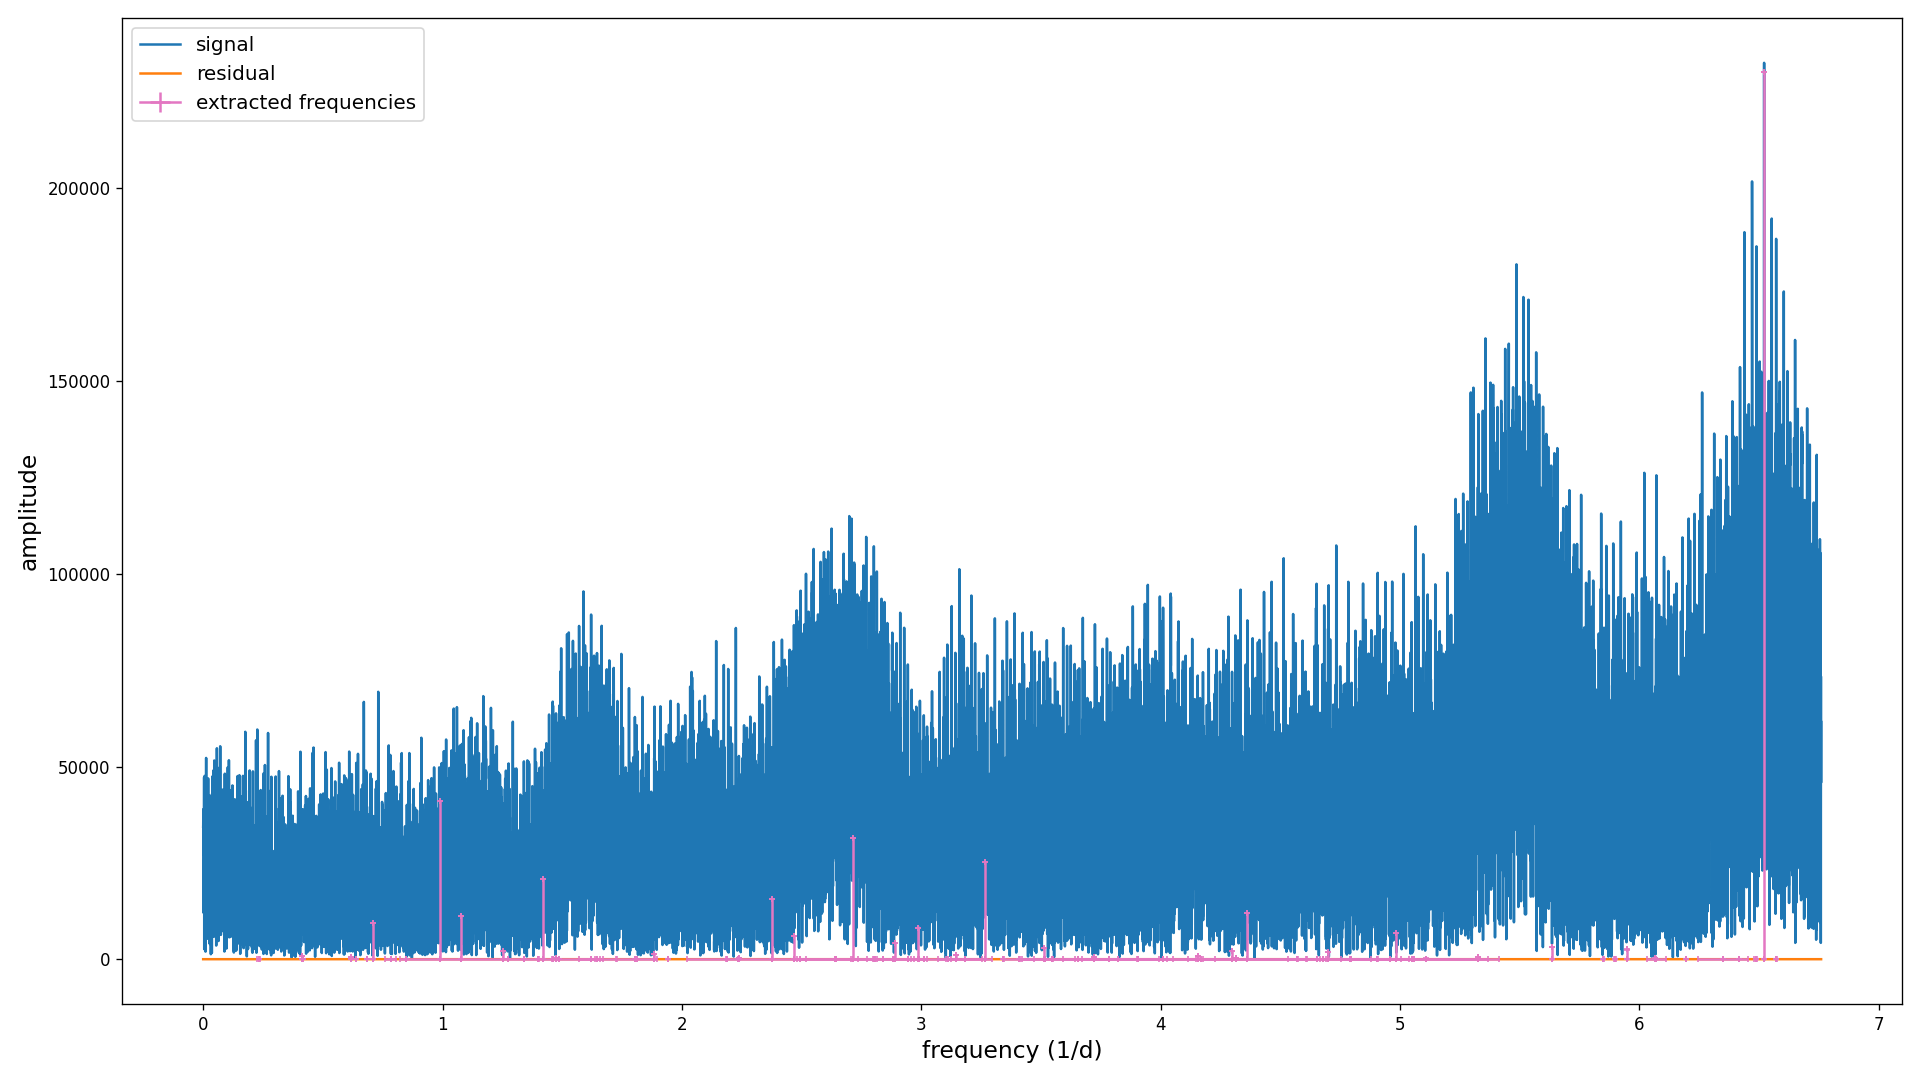 signal
residual
extracted frequencies
amplitude
200000
150000
100000
50000
0
0 1 2 3 4 5 6 7
frequency (1/d)